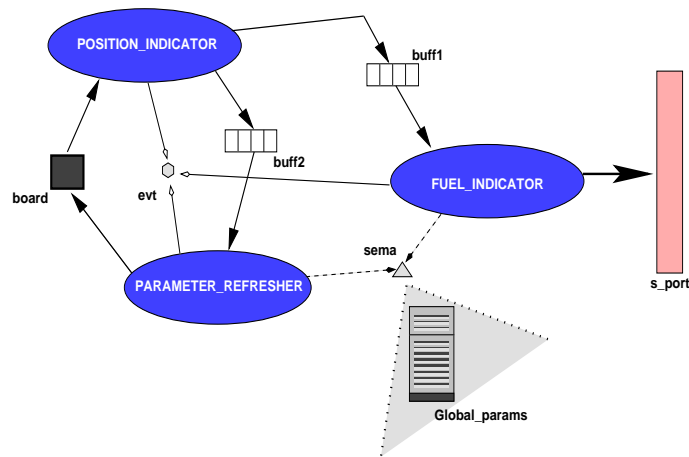 POSITION_INDICATOR
buff1
buff2
board
evt
FUEL_INDICATOR
sema
PARAMETER_REFRESHER
s_port
Global_params